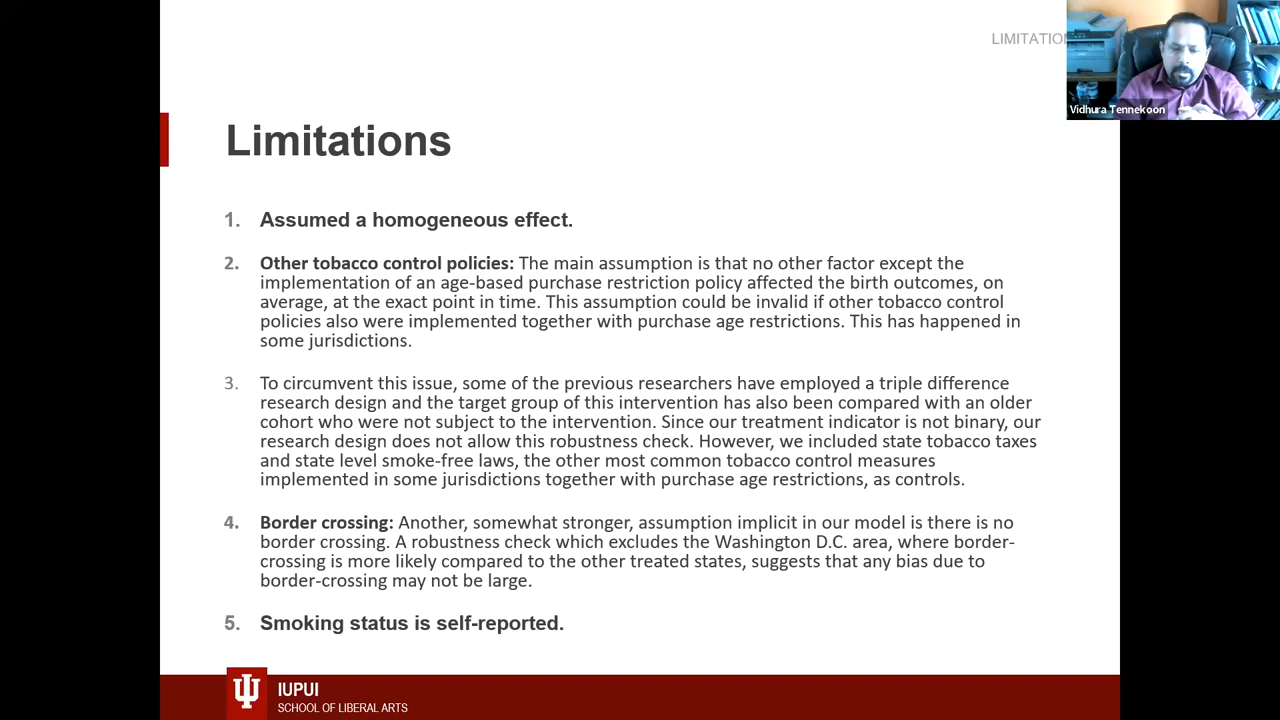 LIMITATIO
Vidhura Tennekoon
Limitations
1. Assumed a homogeneous effect.
2. Other tobacco control policies: The main assumption is that no other factor except the
implementation of an age-based purchase restriction policy affected the birth outcomes, on
average, at the exact point in time. This assumption could be invalid if other tobacco control
policies also were implemented together with purchase age restrictions. This has happened in
some jurisdictions.
3. To circumvent this issue, some of the previous researchers have employed a triple difference
research design and the target group of this intervention has also been compared with an older
cohort who were not subject to the intervention. Since our treatment indicator is not binary, our
research design does not allow this robustness check. However, we included state tobacco taxes
and state level smoke-free laws, the other most common tobacco control measures
implemented in some jurisdictions together with purchase age restrictions, as controls.
4. Border crossing: Another, somewhat stronger, assumption implicit in our model is there is no
border crossing. A robustness check which excludes the Washington D.C. area, where border-
crossing is more likely compared to the other treated states, suggests that any bias due to
border-crossing may not be large.
5. Smoking status is self-reported.
IUPUI
SCHOOL OF LIBERAL ARTS